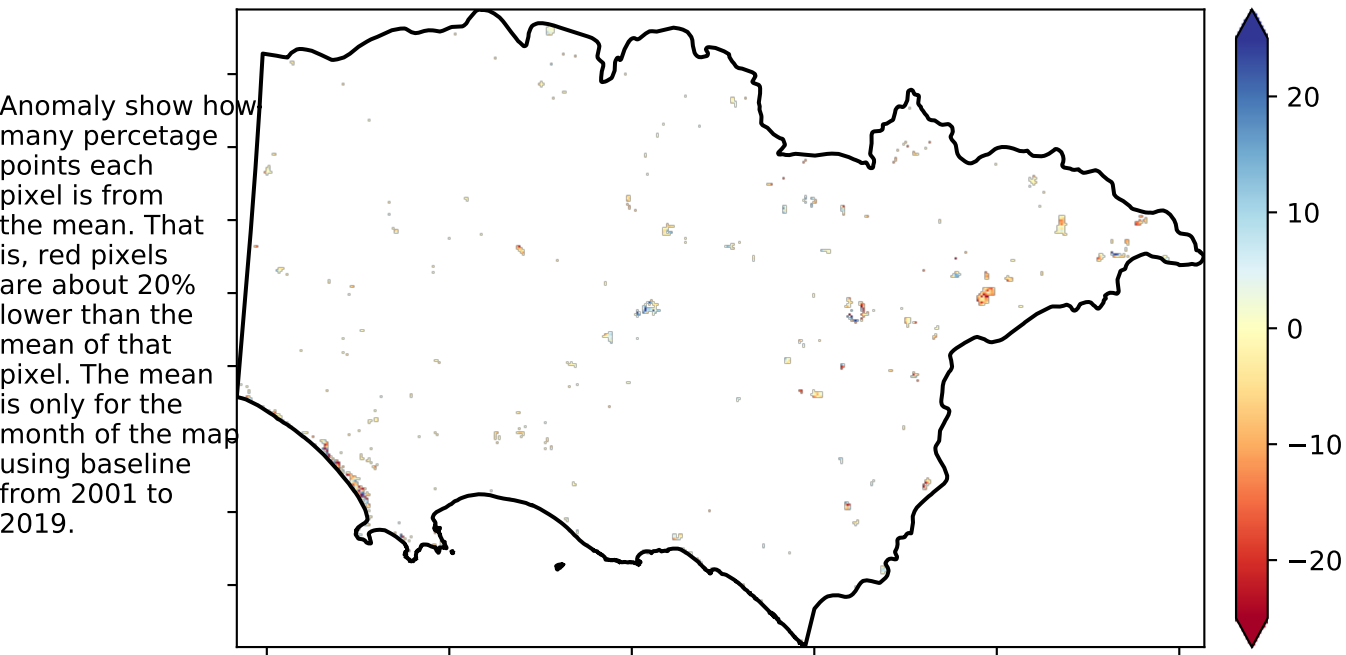 Anomaly show how
many percetage
points each
pixel is from
the mean. That
is, red pixels
are about 20%
lower than the
mean of that
pixel. The mean
is only for the
month of the map
using baseline
from 2001 to
2019.
20
10
0
−10
−20